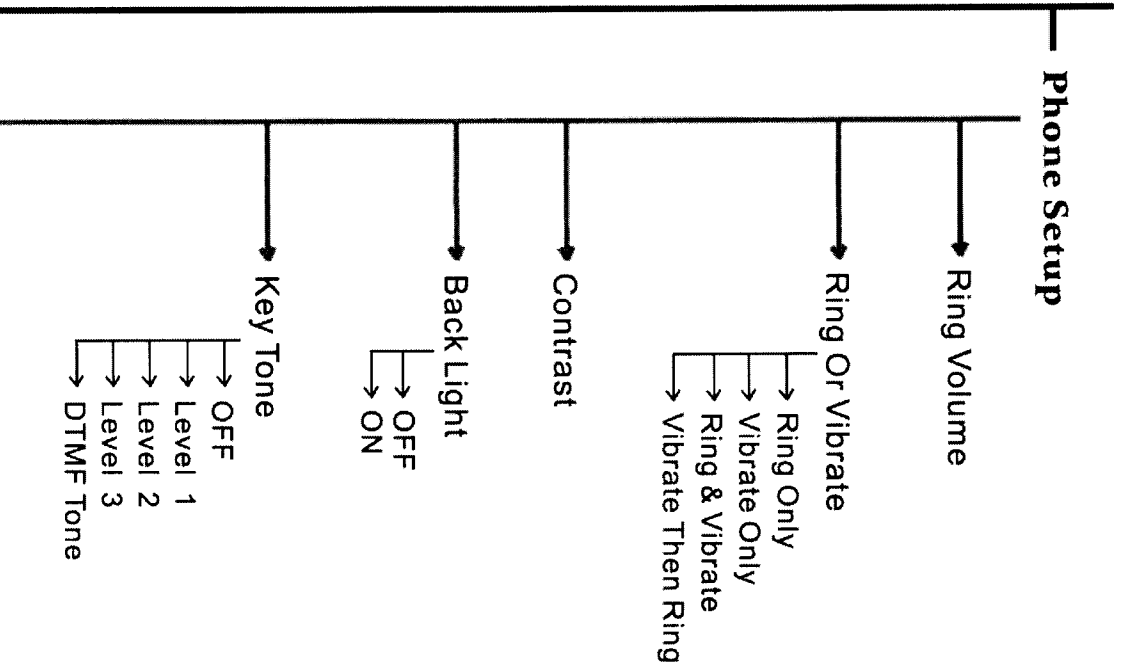 Phone Setup
Ring Volume
Ring Or Vibrate
Ring Only
Vibrate Only
Ring & Vibrate
Vibrate Then Ring
Contrast
Back Light
OFF
ON
Key Tone
OFF
Level 1
Level 2
Level 3
DTMF Tone